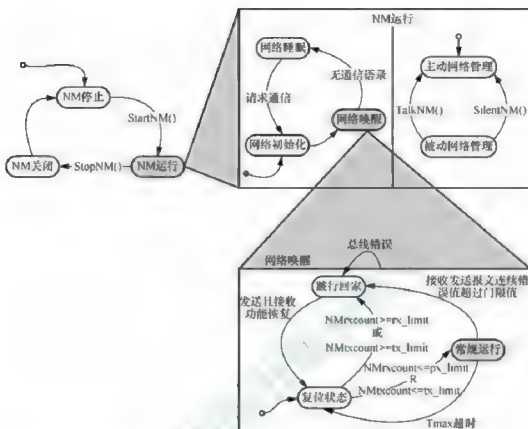 NM停止
StartNM()
NM关闭
StopNM()
NM运行
NM运行
网络睡眠
请求通信
无通信语录
网络初始化
网络唤醒
主动网络管理
TalkNM()
SilentNM()
被动网络管理
网络唤醒
总线错误
跛行回家
发送且接收
功能恢复
接收发送报文连续错
误值超过门限值
NMrxcount>=rx_limit
或
NMtxcount>=tx_limit
常规运行
NMrxcount<=px_limit
R
NMtxcount<=tx_limit
复位状态
Tmax超时